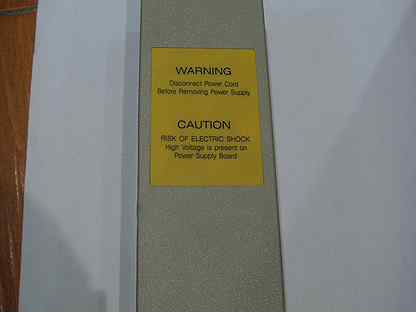 WARNING
Disconnect Power Cord
Before Removing Power Supply
CAUTION
RISK OF ELECTRIC SHOCK
High Voltage is present on
Power Supply Board